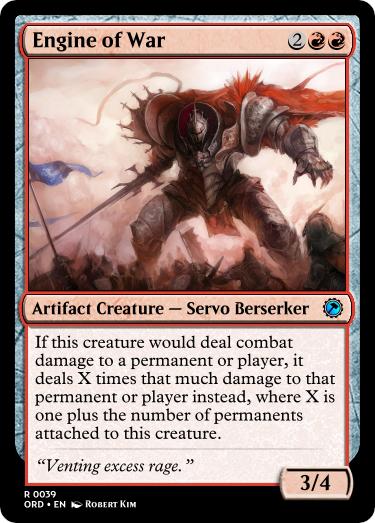 Engine of War 2
Artifact Creature — Servo Berserker
If this creature would deal combat
damage to a permanent or player, it
deals X times that much damage to that
permanent or player instead, where X is
one plus the number of permanents
attached to this creature.
“Venting excess rage.”
3/4
R 0039
ORD • EN Robert Kim